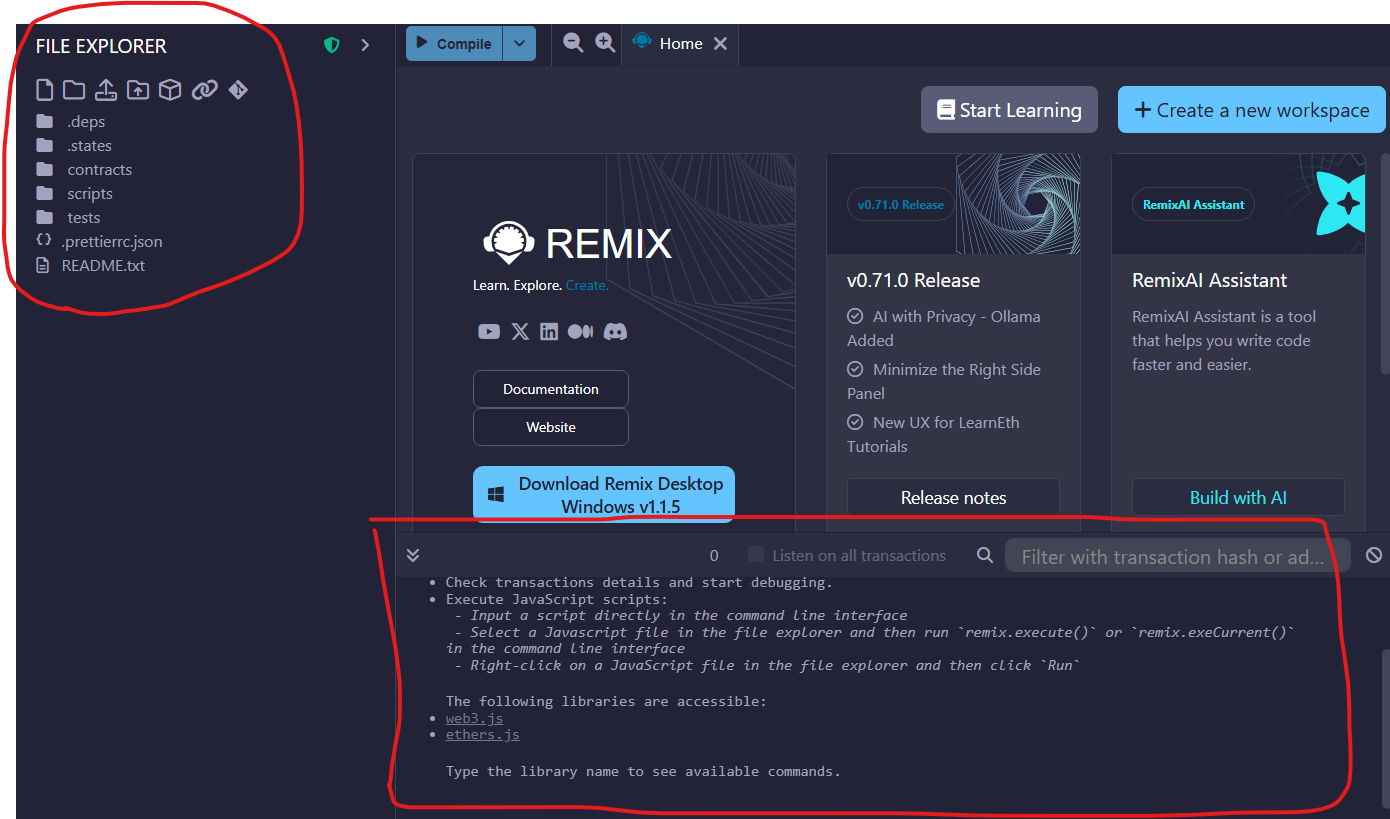 FILE EXPLORER
.deps
.states
contracts
scripts
tests
.prettierrc.json
README.txt
Compile
Home
Start Learning
+ Create a new workspace
REMIX
Learn. Explore. Create.
Documentation
Website
Download Remix Desktop
Windows v1.1.5
v0.71.0 Release
v0.71.0 Release
AI with Privacy - Ollama
Added
Minimize the Right Side
Panel
New UX for LearnEth
Tutorials
Release notes
RemixAI Assistant
RemixAI Assistant
RemixAI Assistant is a tool
that helps you write code
faster and easier.
Build with AI
0 Listen on all transactions Filter with transaction hash or ad...
• Check transactions details and start debugging.
• Execute JavaScript scripts:
- Input a script directly in the command line interface
- Select a Javascript file in the file explorer and then run `remix.execute()` or `remix.exeCurrent()`
in the command line interface
- Right-click on a JavaScript file in the file explorer and then click `Run`
The following libraries are accessible:
• web3.js
• ethers.js
Type the library name to see available commands.